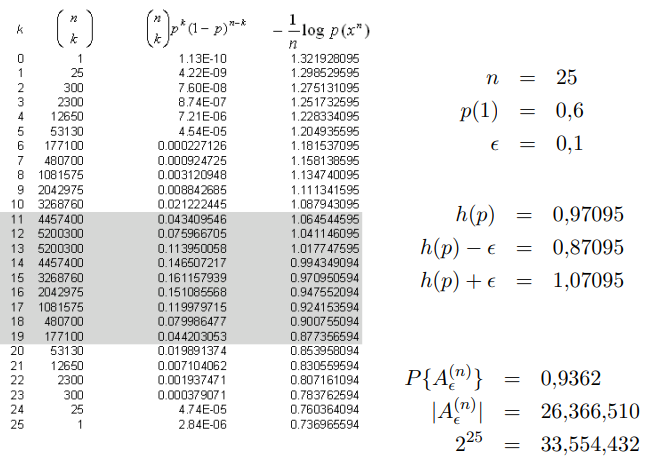 k (n k) (n k)p^k(1 − p)^{n−k} − 1/n log p(x^n)
0 1 1.13E-10 1.321928095
1 25 4.22E-09 1.298529595
2 300 7.60E-08 1.275131095
3 2300 8.74E-07 1.251732595
4 12650 7.21E-06 1.228334095
5 53130 4.54E-05 1.204935595
6 177100 0.000227126 1.181537095
7 480700 0.000924725 1.158138595
8 1081575 0.003120948 1.134740095
9 2042975 0.008842685 1.111341595
10 3268760 0.021222445 1.087943095
11 4457400 0.043409546 1.064544595
12 5200300 0.075966705 1.041146095
13 5200300 0.113950058 1.017747595
14 4457400 0.146507217 0.994349094
15 3268760 0.161157939 0.970950594
16 2042975 0.151085568 0.947552094
17 1081575 0.119979715 0.924153594
18 480700 0.079986477 0.900755094
19 177100 0.044203053 0.877356594
20 53130 0.019891374 0.853958094
21 12650 0.007104062 0.830559594
22 2300 0.001937471 0.807161094
23 300 0.000379071 0.783762594
24 25 4.74E-05 0.760364094
25 1 2.84E-06 0.736965594
n = 25
p(1) = 0,6
ϵ = 0,1
h(p) = 0,97095
h(p) − ϵ = 0,87095
h(p) + ϵ = 1,07095
P{A_ϵ^{(n)}} = 0,9362
|A_ϵ^{(n)}| = 26,366,510
2^{25} = 33,554,432